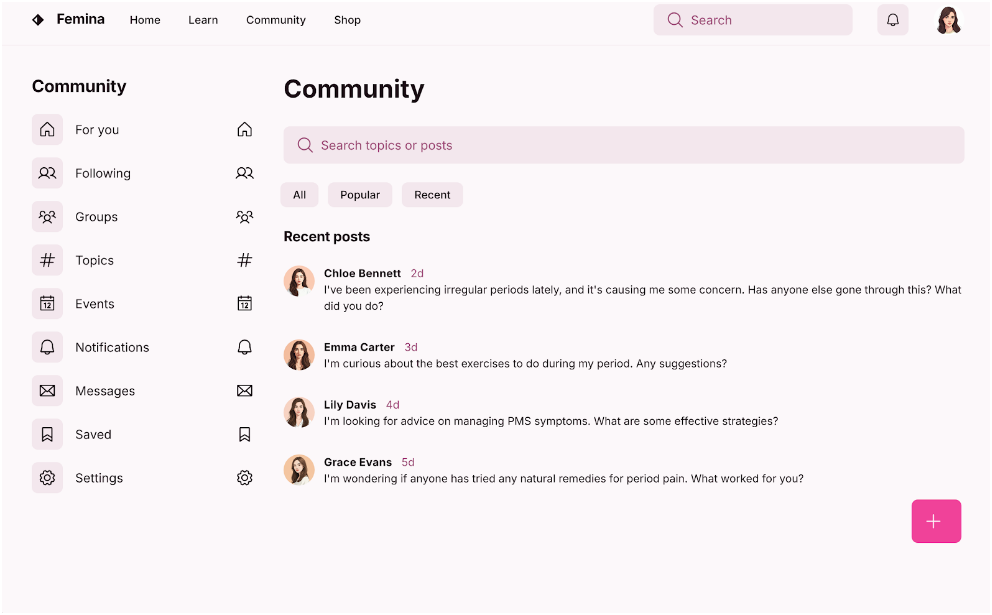 Femina
Home
Learn
Community
Shop
Search
Community
For you
Following
Groups
Topics
Events
Notifications
Messages
Saved
Settings
12
12
Community
Search topics or posts
All
Popular
Recent
Recent posts
Chloe Bennett 2d
I've been experiencing irregular periods lately, and it's causing me some concern. Has anyone else gone through this? What
did you do?
Emma Carter 3d
I'm curious about the best exercises to do during my period. Any suggestions?
Lily Davis 4d
I'm looking for advice on managing PMS symptoms. What are some effective strategies?
Grace Evans 5d
I'm wondering if anyone has tried any natural remedies for period pain. What worked for you?